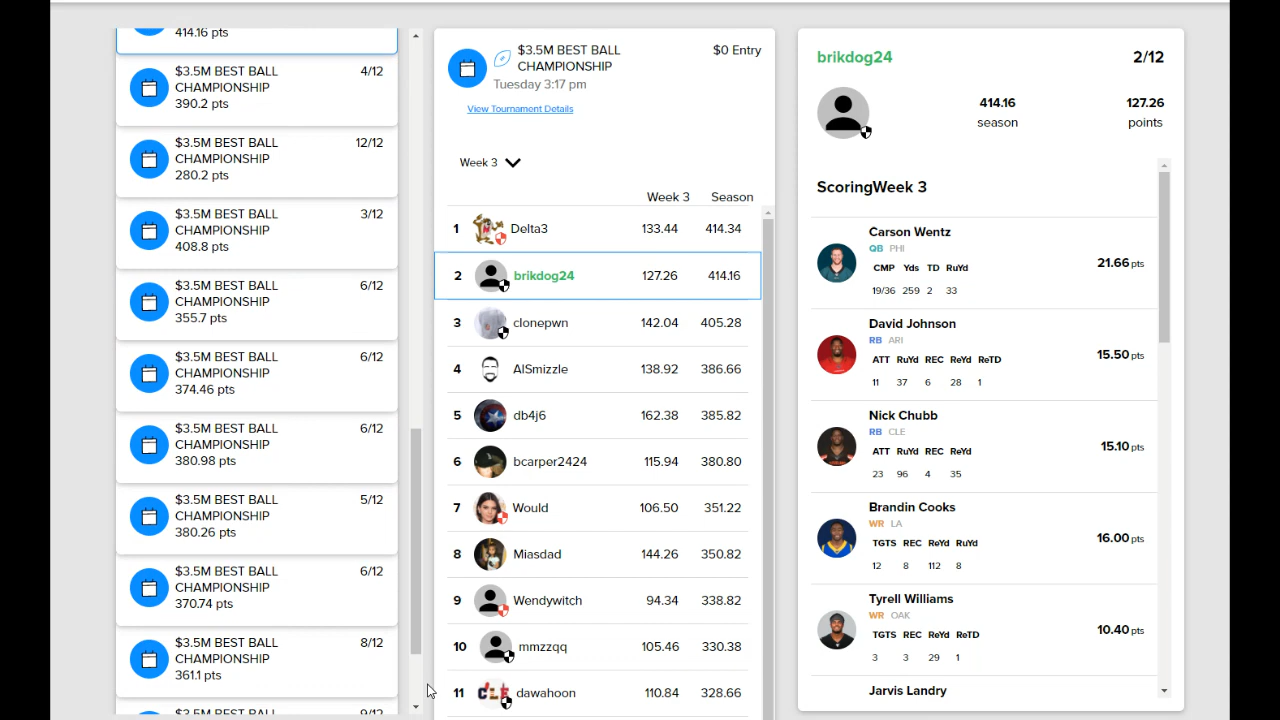 414.16 pts
$3.5M BEST BALL 4/12
CHAMPIONSHIP
390.2 pts
$3.5M BEST BALL 12/12
CHAMPIONSHIP
280.2 pts
$3.5M BEST BALL 3/12
CHAMPIONSHIP
408.8 pts
$3.5M BEST BALL 6/12
CHAMPIONSHIP
355.7 pts
$3.5M BEST BALL 6/12
CHAMPIONSHIP
374.46 pts
$3.5M BEST BALL 6/12
CHAMPIONSHIP
380.98 pts
$3.5M BEST BALL 5/12
CHAMPIONSHIP
380.26 pts
$3.5M BEST BALL 6/12
CHAMPIONSHIP
370.74 pts
$3.5M BEST BALL 8/12
CHAMPIONSHIP
361.1 pts
$3.5M BEST BALL 9/12
$3.5M BEST BALL $0 Entry
CHAMPIONSHIP
Tuesday 3:17 pm
View Tournament Details
Week 3
Week 3 Season
1 Delta3 133.44 414.34
2 brikdog24 127.26 414.16
3 clonepwn 142.04 405.28
4 AlSmizzle 138.92 386.66
5 db4j6 162.38 385.82
6 bcarper2424 115.94 380.80
7 Would 106.50 351.22
8 Miasdad 144.26 350.82
9 Wendywitch 94.34 338.82
10 mmzzqq 105.46 330.38
11 CLE dawahoon 110.84 328.66
brikdog24 2/12
414.16 127.26
season points
ScoringWeek 3
Carson Wentz
QB PHI
CMP Yds TD RuYd
21.66 pts
19/36 259 2 33
David Johnson
RB ARI
ATT RuYd REC ReYd ReTD
15.50 pts
11 37 6 28 1
Nick Chubb
RB CLE
ATT RuYd REC ReYd
15.10 pts
23 96 4 35
Brandin Cooks
WR LA
TGTS REC ReYd RuYd
16.00 pts
12 8 112 8
Tyrell Williams
WR OAK
TGTS REC ReYd ReTD
10.40 pts
3 3 29 1
Jarvis Landry